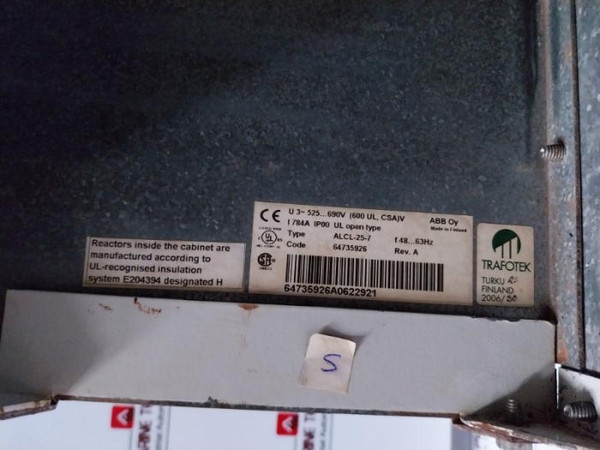 U 3~ 525...690V (600 UL, CSA)V
I 784A IP00 UL open type
ABB Oy
Made in Finland
Type ALCL-25-7 f 48...63Hz
Code 64735926 Rev. A
64735926A0622921
Reactors inside the cabinet are
manufactured according to
UL-recognised insulation
system E204394 designated H
TRAFOTEK
TURKU
FINLAND
2006/
S